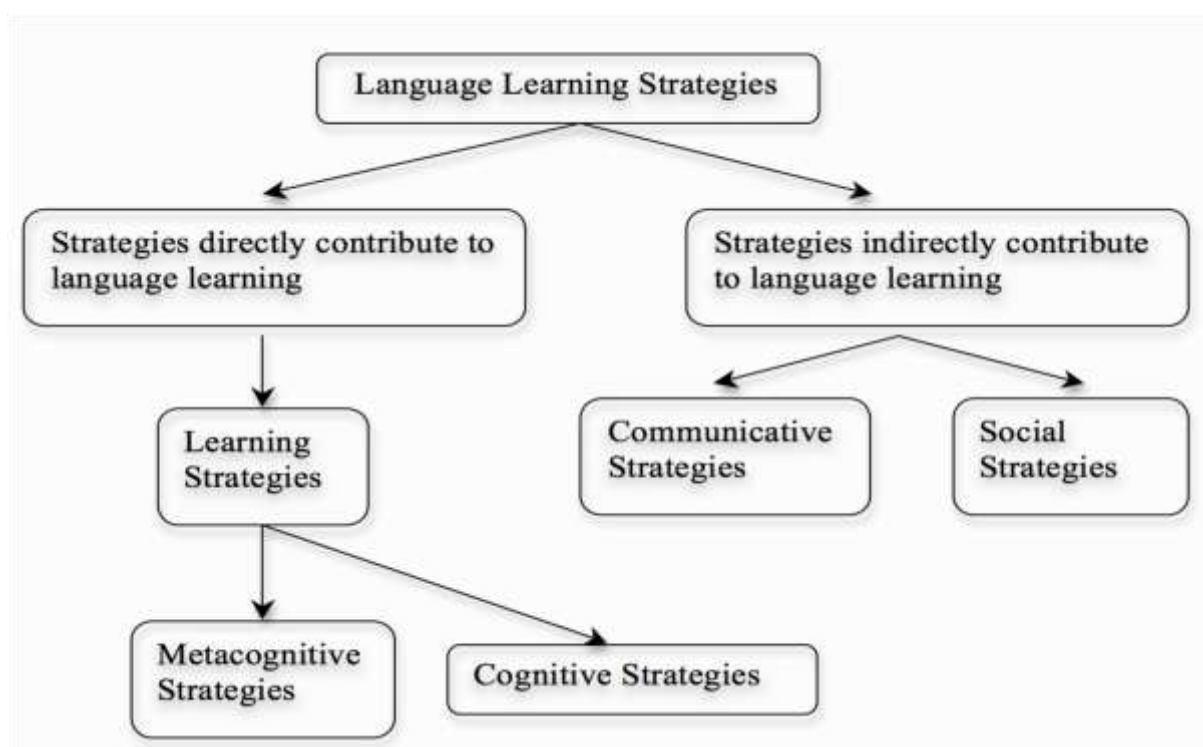 Language Learning Strategies
Strategies directly contribute to
language learning
Strategies indirectly contribute
to language learning
Learning
Strategies
Communicative
Strategies
Social
Strategies
Metacognitive
Strategies
Cognitive Strategies